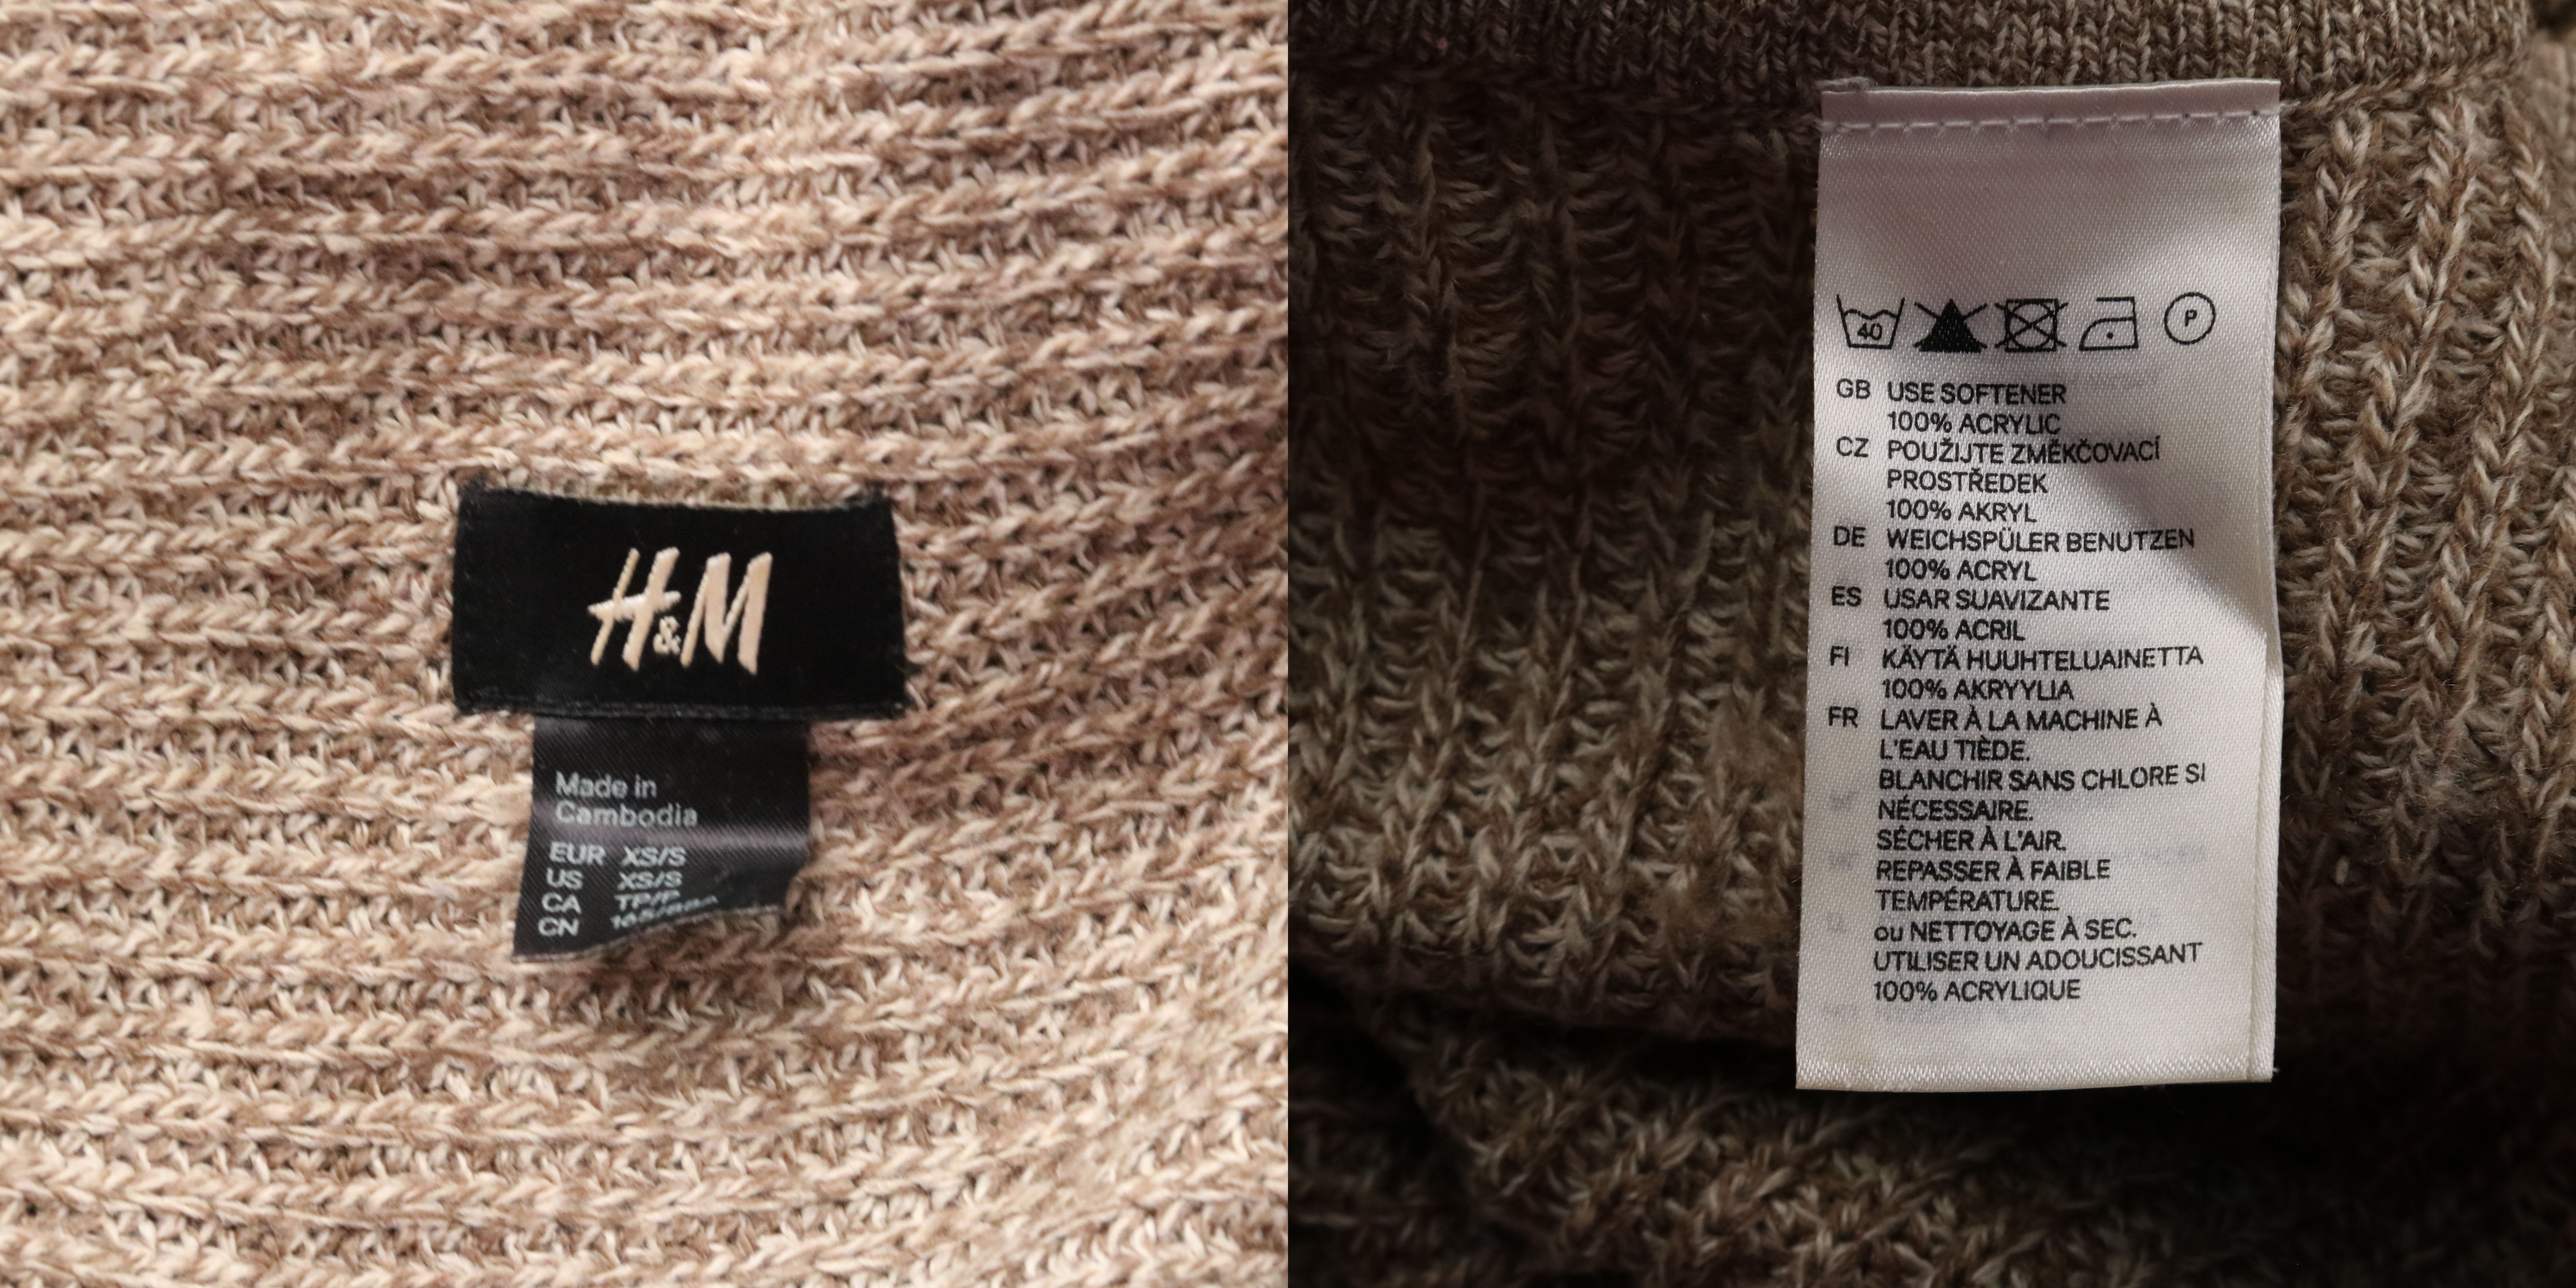 H&M
Made in
Cambodia
EUR XS/S
US XS/S
CA TP/P
CN
40
P
GB USE SOFTENER
100% ACRYLIC
CZ POUŽIJTE ZMĚKČOVACÍ
PROSTŘEDEK
100% AKRYL
DE WEICHSPÜLER BENUTZEN
100% ACRYL
ES USAR SUAVIZANTE
100% ACRIL
FI KÄYTÄ HUUHTELUAINETTA
100% AKRYYLIA
FR LAVER À LA MACHINE À
L'EAU TIÈDE.
BLANCHIR SANS CHLORE SI
NÉCESSAIRE.
SÉCHER À L'AIR.
REPASSER À FAIBLE
TEMPÉRATURE.
ou NETTOYAGE À SEC.
UTILISER UN ADOUCISSANT
100% ACRYLIQUE